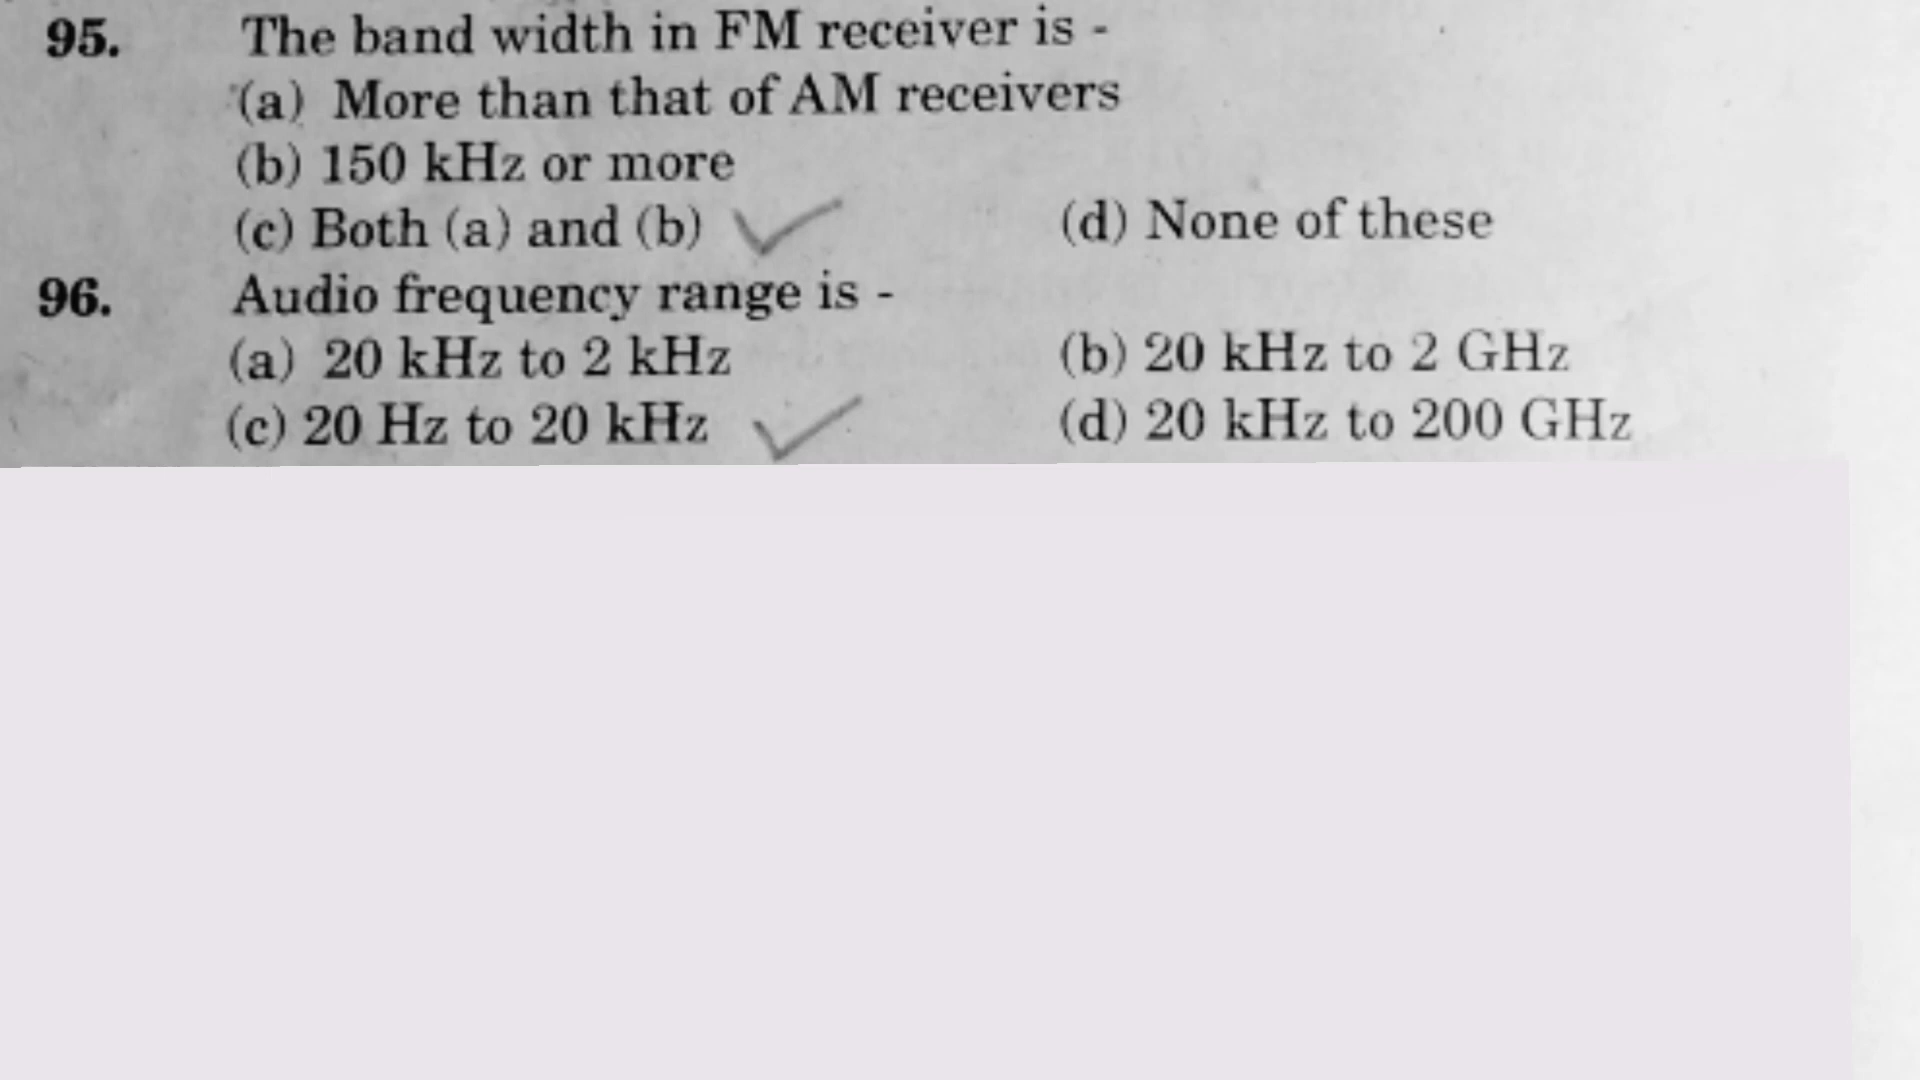 95. The band width in FM receiver is -
(a) More than that of AM receivers
(b) 150 kHz or more
(c) Both (a) and (b) (d) None of these
96. Audio frequency range is -
(a) 20 kHz to 2 kHz (b) 20 kHz to 2 GHz
(c) 20 Hz to 20 kHz (d) 20 kHz to 200 GHz